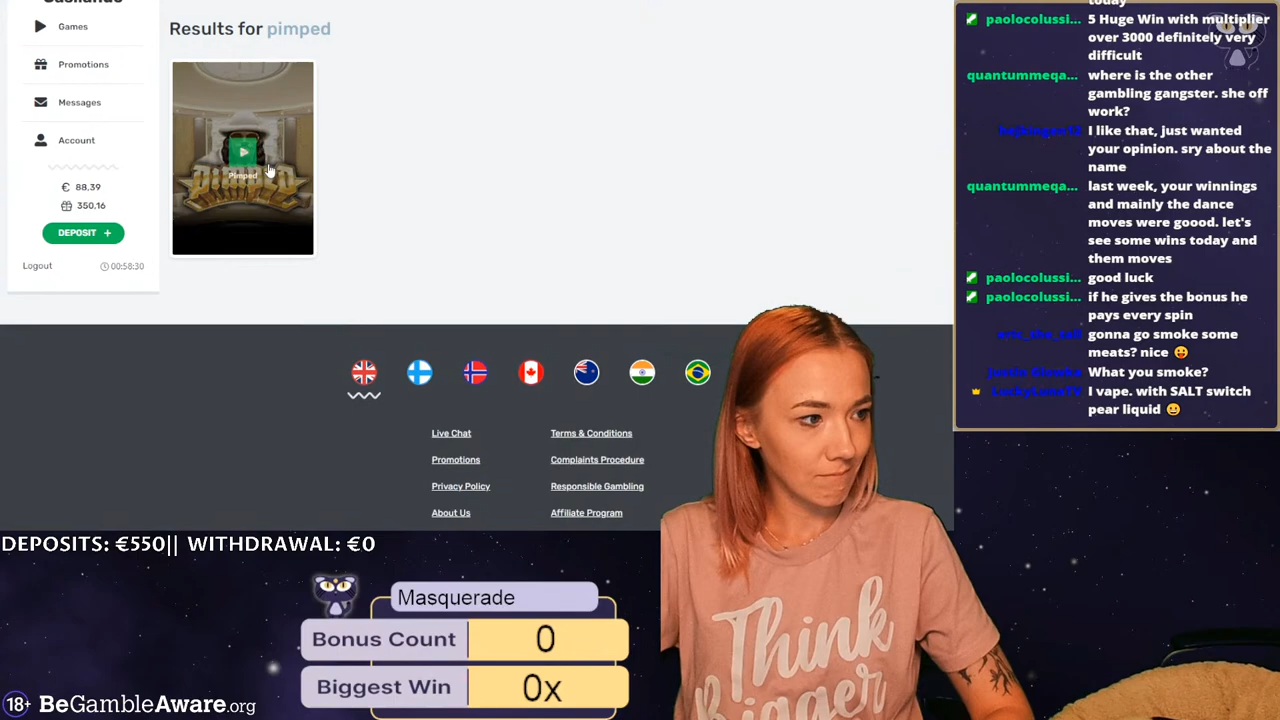 Games
Promotions
Messages
Account
€ 88.39
350.16
DEPOSIT +
Logout
00:58:30
Results for pimped
Pimped
PIMPED
Live Chat
Terms & Conditions
Promotions
Complaints Procedure
Privacy Policy
Responsible Gambling
About Us
Affiliate Program
DEPOSITS: €550|| WITHDRAWAL: €0
Masquerade
Bonus Count 0
Biggest Win 0x
18+ BeGambleAware.org
Think
Bigger
today
paolocolussi... 5 Huge Win with multiplier
over 3000 definitely very
difficult
quantummeqa... where is the other
gambling gangster. she off
work?
I like that, just wanted
your opinion. sry about the
name
quantummeqa... last week, your winnings
and mainly the dance
moves were goood. let's
see some wins today and
them moves
paolocolussi... good luck
paolocolussi... if he gives the bonus he
pays every spin
gonna go smoke some
meats? nice 😛
What you smoke?
I vape. with SALT switch
pear liquid 😀